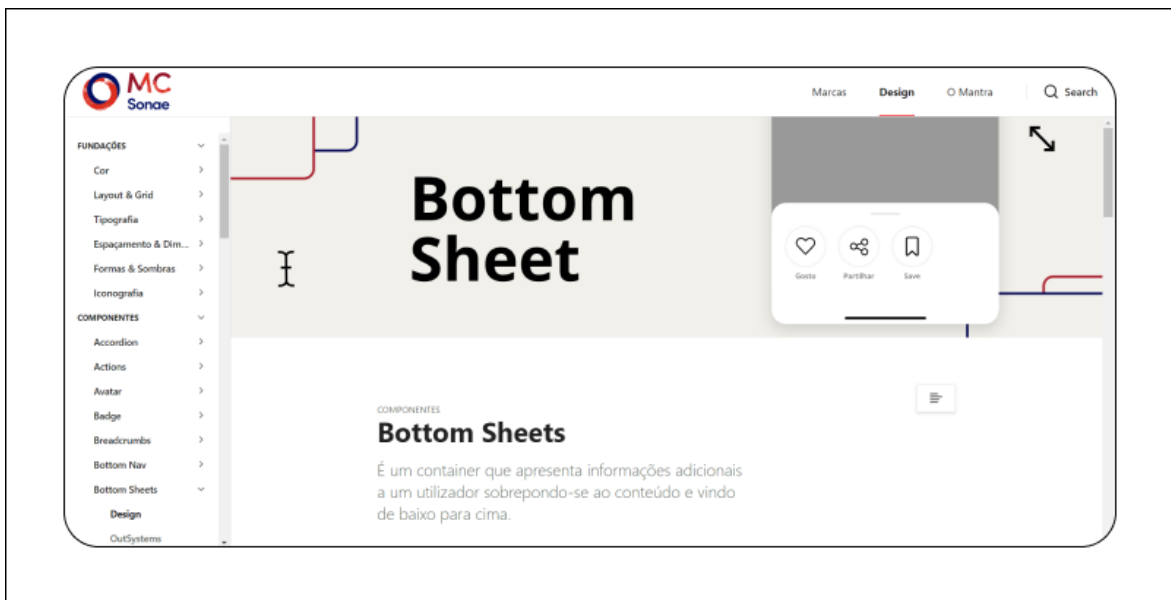 MC
Sonae
Marcas
Design
O Mantra
Search
FUNDAÇÕES
Cor
Layout & Grid
Tipografia
Espaçamento & Dim...
Formas & Sombras
Iconografia
COMPONENTES
Accordion
Actions
Avatar
Badge
Breadcrumbs
Bottom Nav
Bottom Sheets
Design
OutSystems
Bottom
Sheet
Gosto
Partilhar
Save
COMPONENTES
Bottom Sheets
É um container que apresenta informações adicionais
a um utilizador sobrepondo-se ao conteúdo e vindo
de baixo para cima.